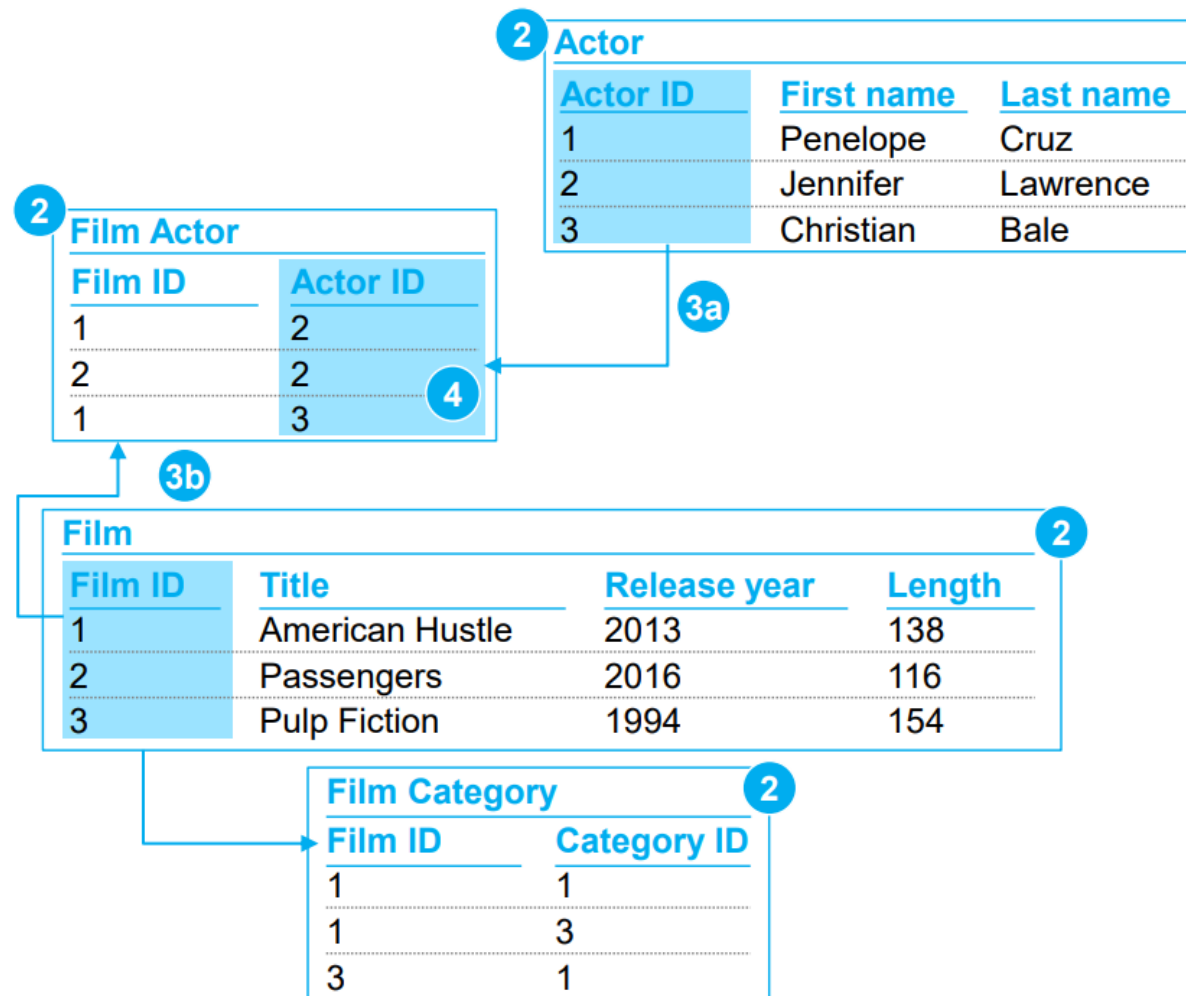 2
Actor
Actor ID First name Last name
1 Penelope Cruz
2 Jennifer Lawrence
3 Christian Bale
2
Film Actor
Film ID Actor ID
1 2
2 2
1 3
4
3a
3b
Film
2
Film ID Title Release year Length
1 American Hustle 2013 138
2 Passengers 2016 116
3 Pulp Fiction 1994 154
Film Category
2
Film ID Category ID
1 1
1 3
3 1